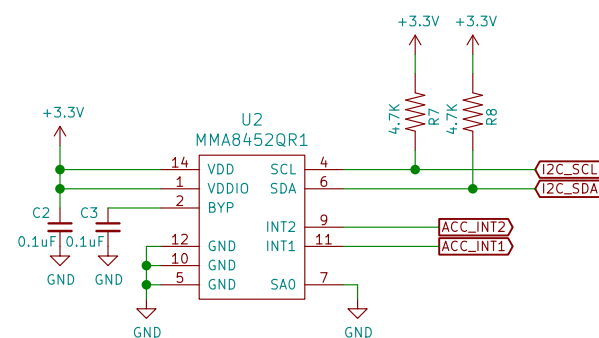 +3.3V +3.3V
4.7K R7 4.7K R8
+3.3V
U2
MMA8452QR1
14 VDD SCL 4 I2C_SCL
1 VDDIO SDA 6 I2C_SDA
2 BYP
C2 C3
0.1uF 0.1uF
INT2 9 ACC_INT2
12 GND INT1 11 ACC_INT1
10 GND
5 GND SA0 7
GND GND
GND GND